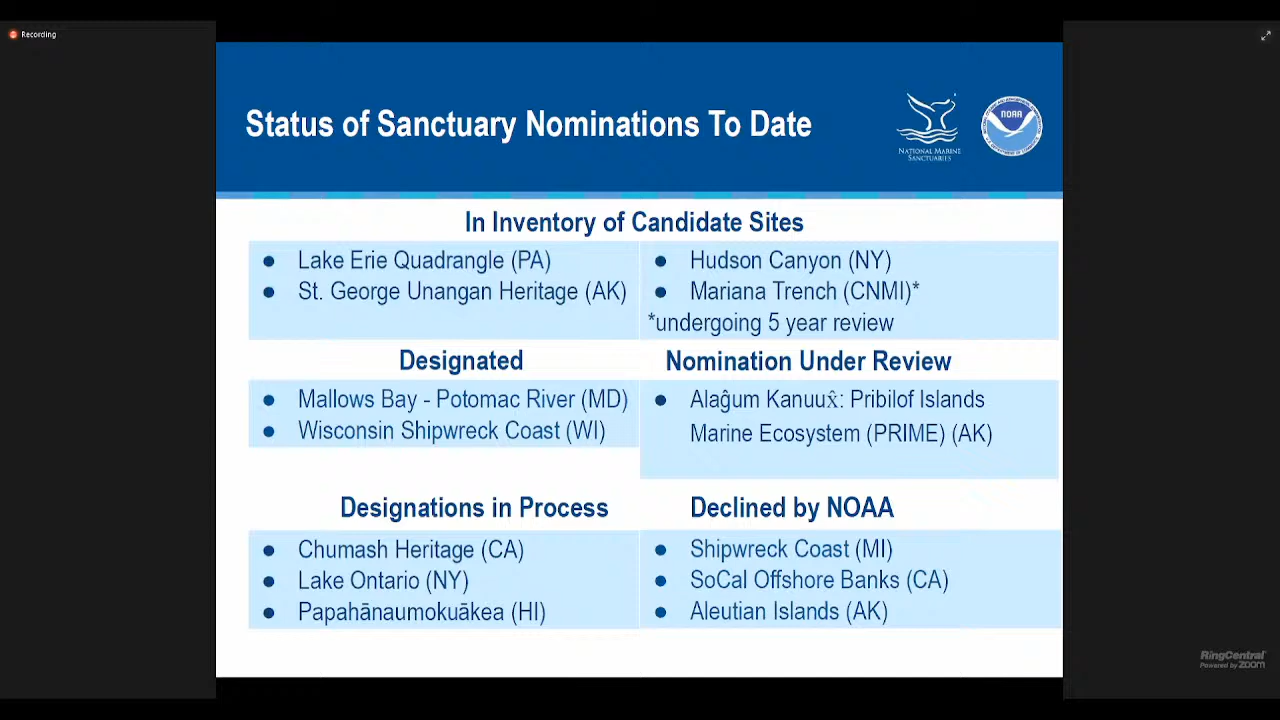 Recording
Status of Sanctuary Nominations To Date
NATIONAL MARINE
SANCTUARIES
NOAA
In Inventory of Candidate Sites
● Lake Erie Quadrangle (PA)
● St. George Unangan Heritage (AK)
● Hudson Canyon (NY)
● Mariana Trench (CNMI)*
*undergoing 5 year review
Designated
● Mallows Bay - Potomac River (MD)
● Wisconsin Shipwreck Coast (WI)
Nomination Under Review
● Alaĝum Kanuux̂: Pribilof Islands
Marine Ecosystem (PRIME) (AK)
Designations in Process
● Chumash Heritage (CA)
● Lake Ontario (NY)
● Papahānaumokuākea (HI)
Declined by NOAA
● Shipwreck Coast (MI)
● SoCal Offshore Banks (CA)
● Aleutian Islands (AK)
RingCentral
Powered by zoom